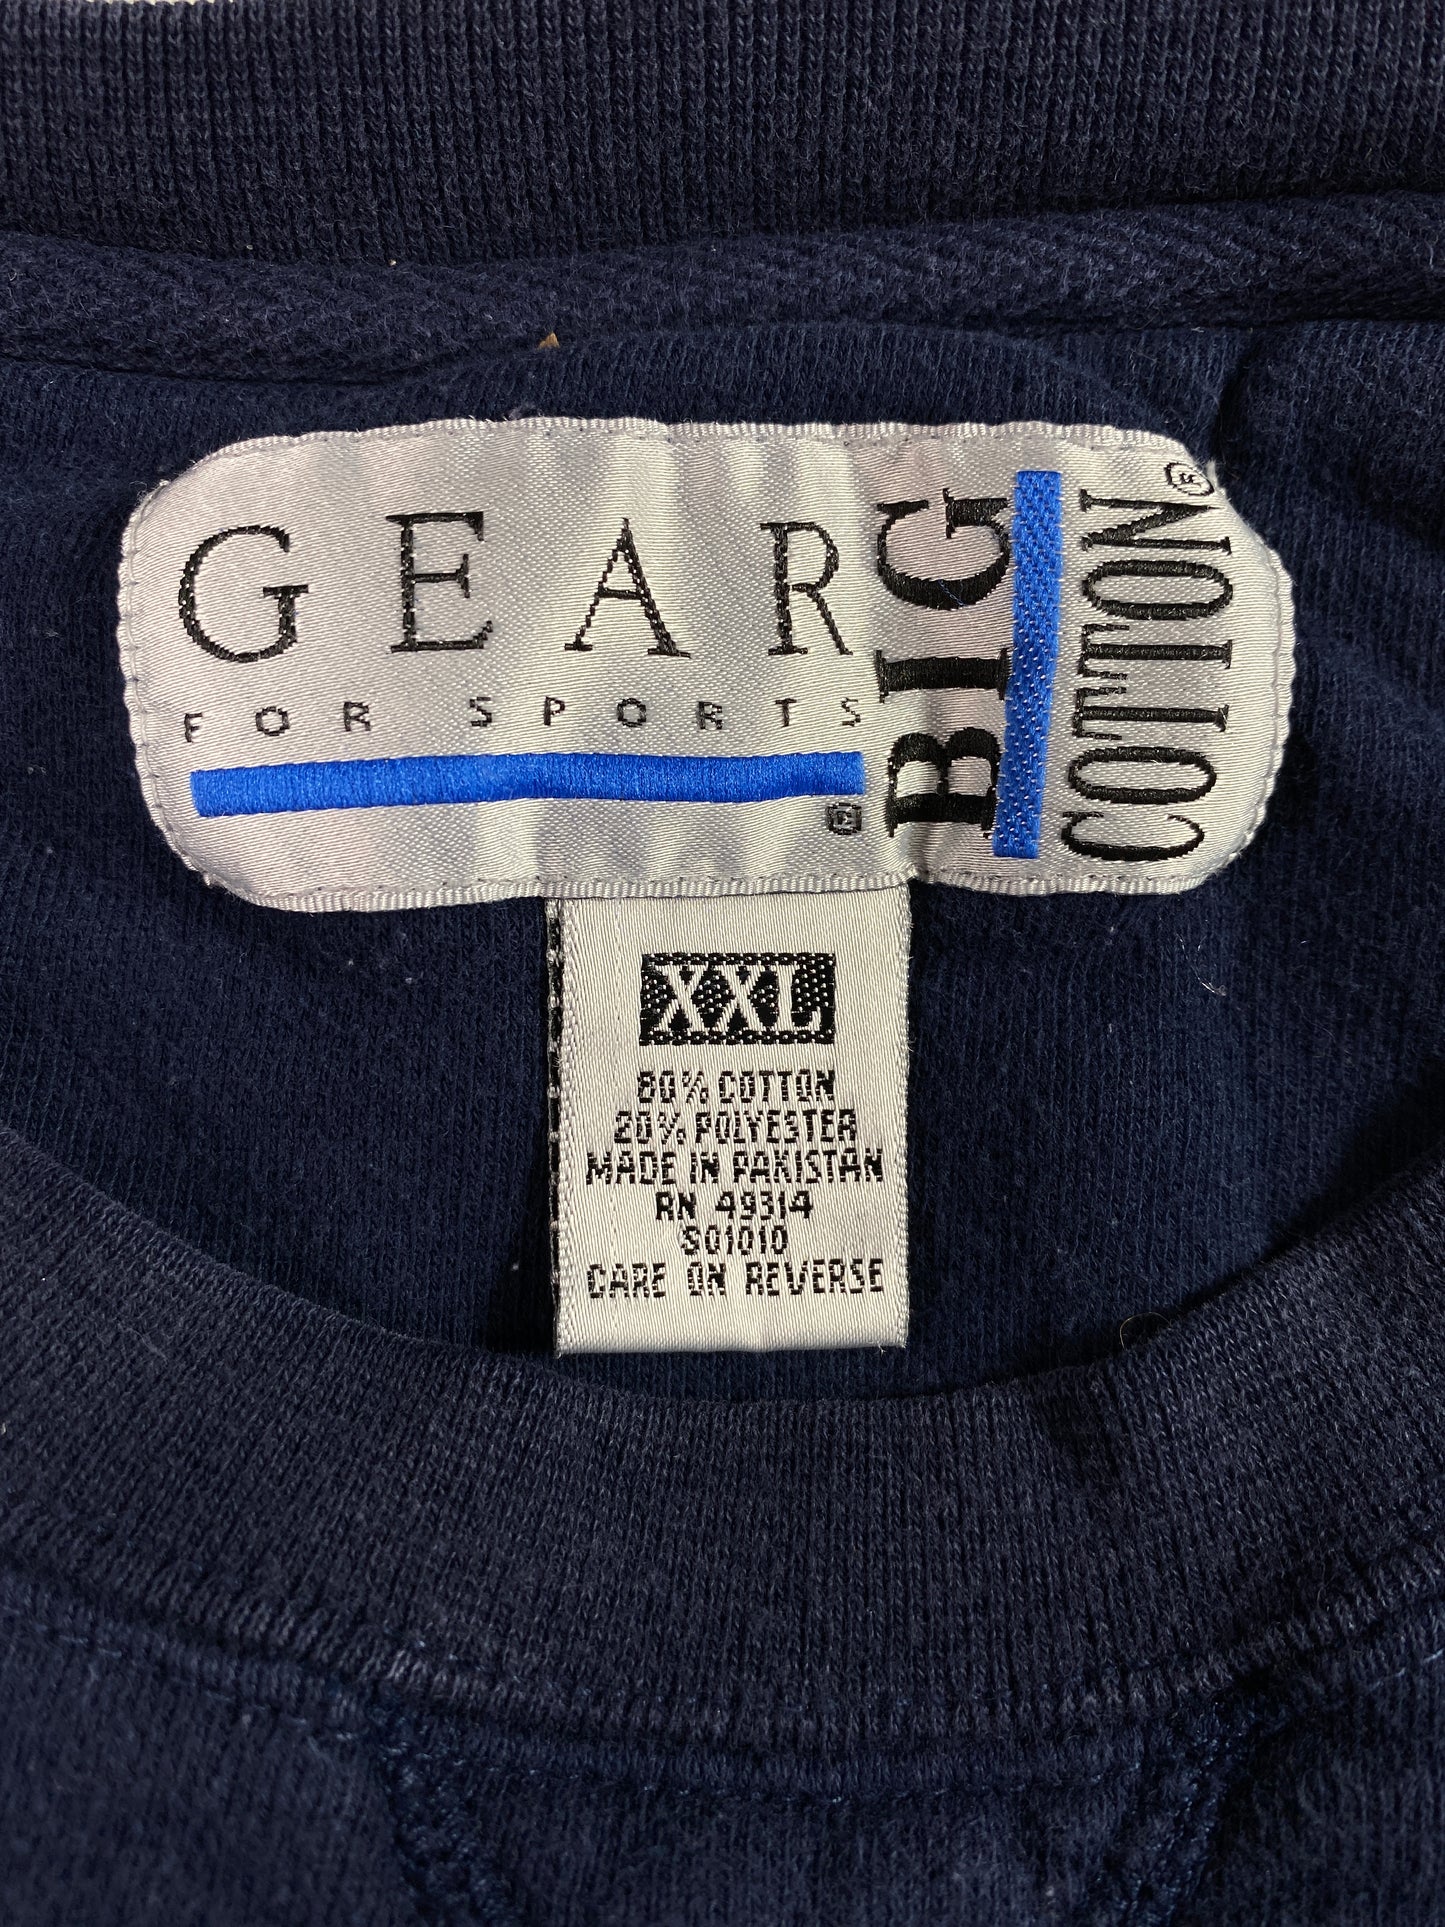 GEAR
FOR SPORTS
®
BIG
COTTON®
XXL
80% COTTON
20% POLYESTER
MADE IN PAKISTAN
RN 49314
S01010
CARE ON REVERSE